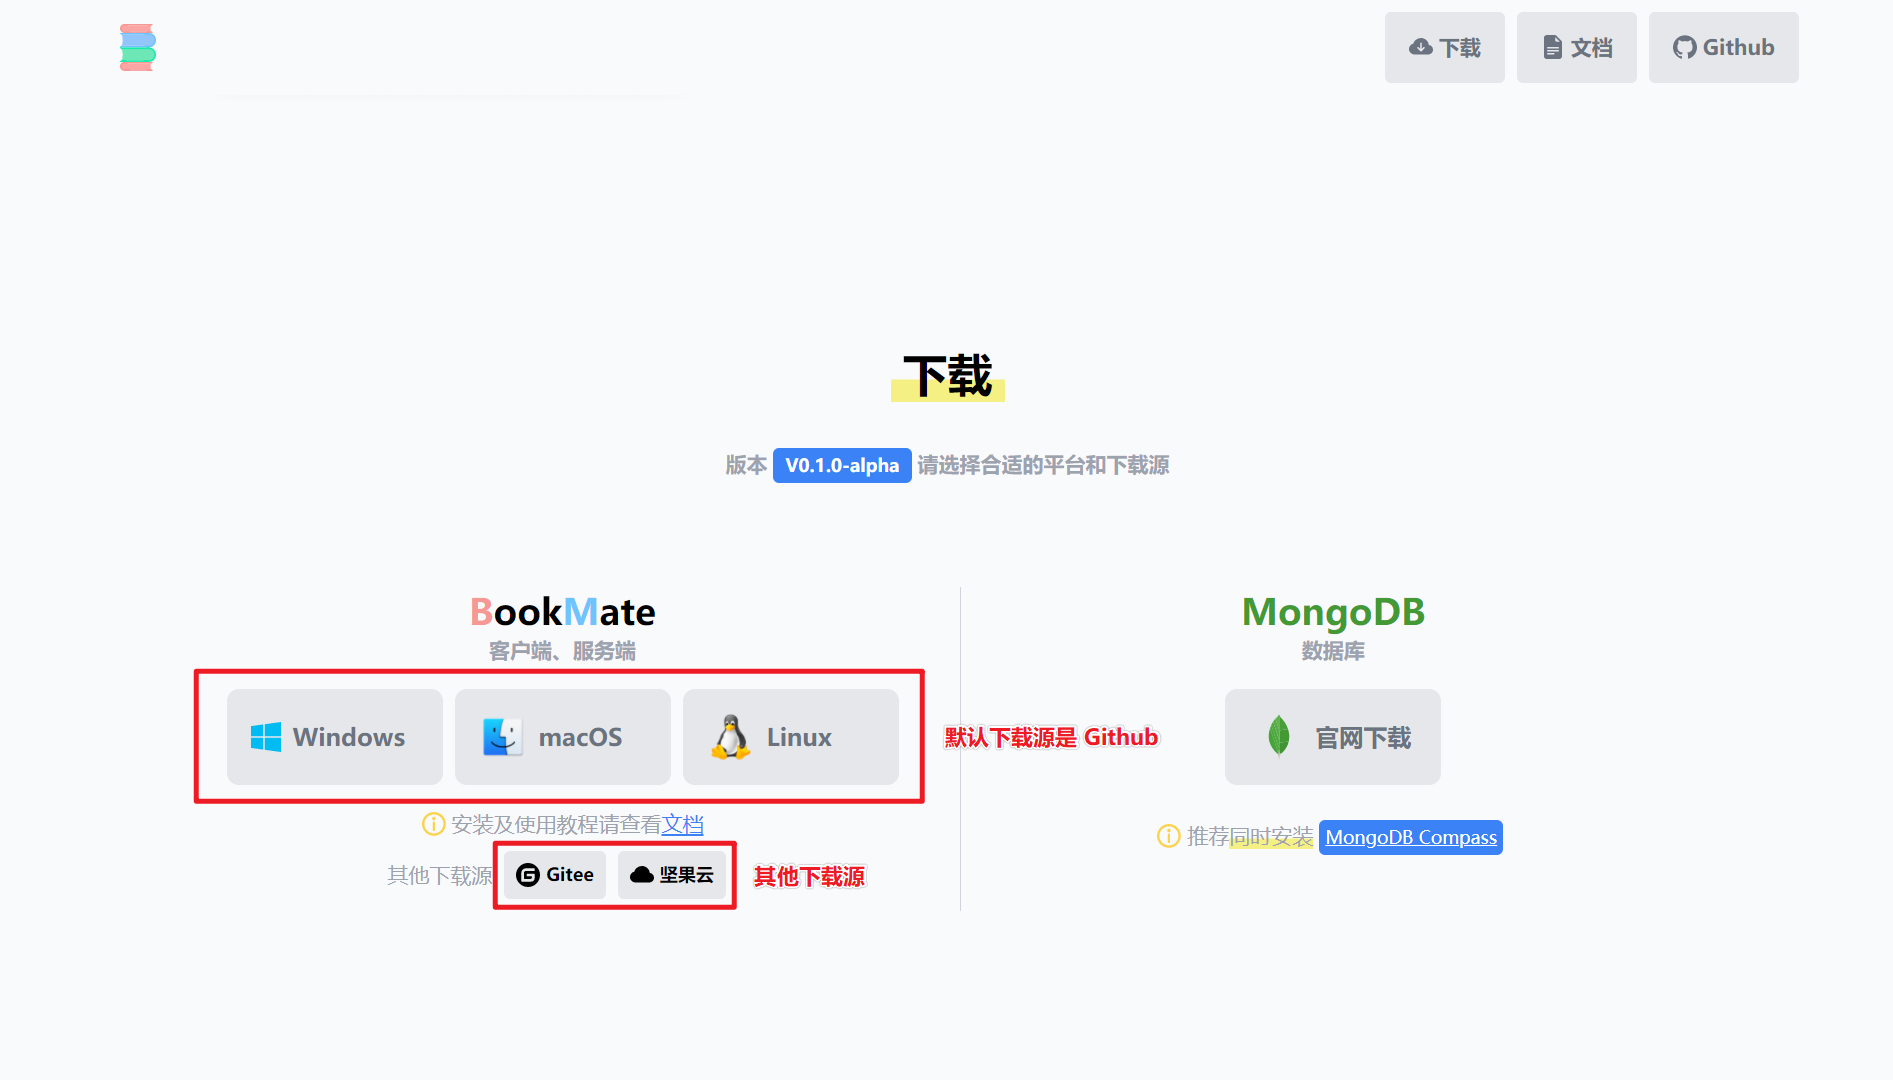 下载 文档 Github
下载
版本 V0.1.0-alpha 请选择合适的平台和下载源
BookMate
客户端、服务端
Windows macOS Linux
默认下载源是 Github
安装及使用教程请查看文档
其他下载源 Gitee 坚果云
其他下载源
MongoDB
数据库
官网下载
推荐同时安装 MongoDB Compass